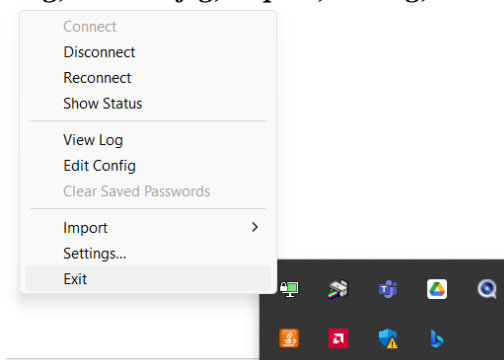 Connect
Disconnect
Reconnect
Show Status
View Log
Edit Config
Clear Saved Passwords
Import
Settings...
Exit